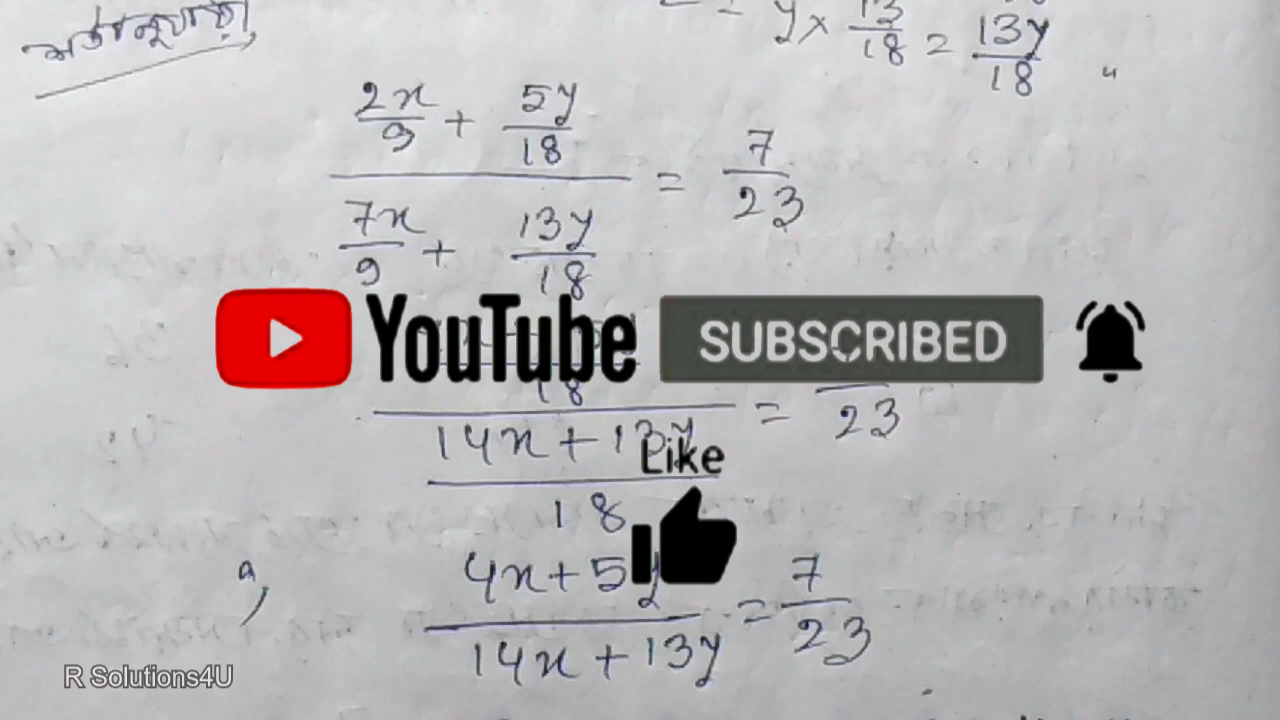 = y × 13/18 = 13y/18 "
শর্তানুসারে,
2x/9 + 5y/18
= 7/23
7x/9 + 13y/18
YouTube SUBSCRIBED
18
14x + 13y
= /23
Like
18
বা, 4x + 5y
= 7/23
14x + 13y
R Solutions4U